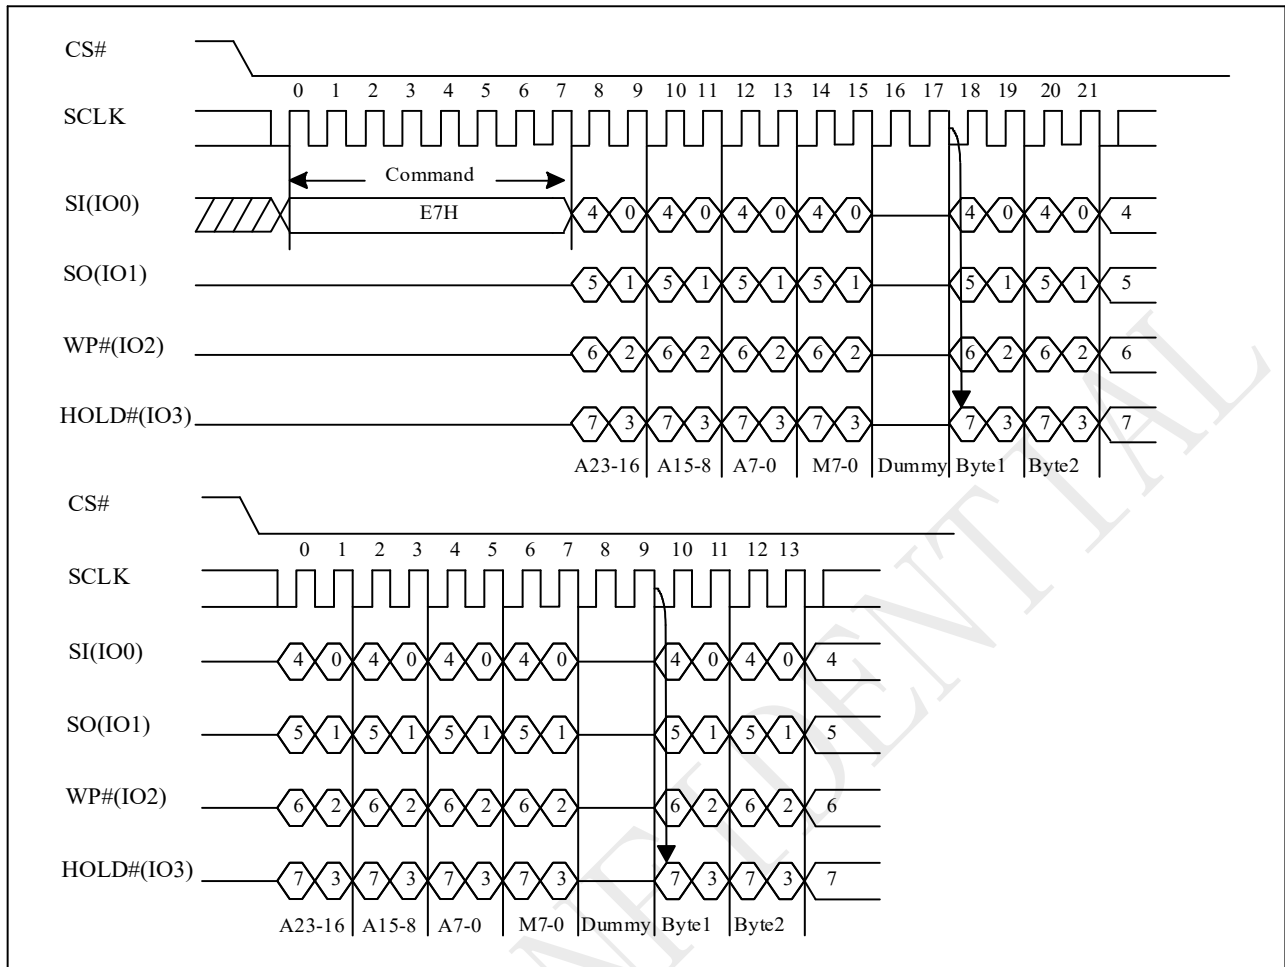 CS#
0 1 2 3 4 5 6 7 8 9 10 11 12 13 14 15 16 17 18 19 20 21
SCLK
Command
SI(IO0) E7H 4 0 4 0 4 0 4 0 4 0 4 0 4
SO(IO1) 5 1 5 1 5 1 5 1 5 1 5 1 5
WP#(IO2) 6 2 6 2 6 2 6 2 6 2 6 2 6
HOLD#(IO3) 7 3 7 3 7 3 7 3 7 3 7 3 7
A23-16 A15-8 A7-0 M7-0 Dummy Byte1 Byte2
CS#
0 1 2 3 4 5 6 7 8 9 10 11 12 13
SCLK
SI(IO0) 4 0 4 0 4 0 4 0 4 0 4 0 4
SO(IO1) 5 1 5 1 5 1 5 1 5 1 5 1 5
WP#(IO2) 6 2 6 2 6 2 6 2 6 2 6 2 6
HOLD#(IO3) 7 3 7 3 7 3 7 3 7 3 7 3 7
A23-16 A15-8 A7-0 M7-0 Dummy Byte1 Byte2
NFIDENTIAL